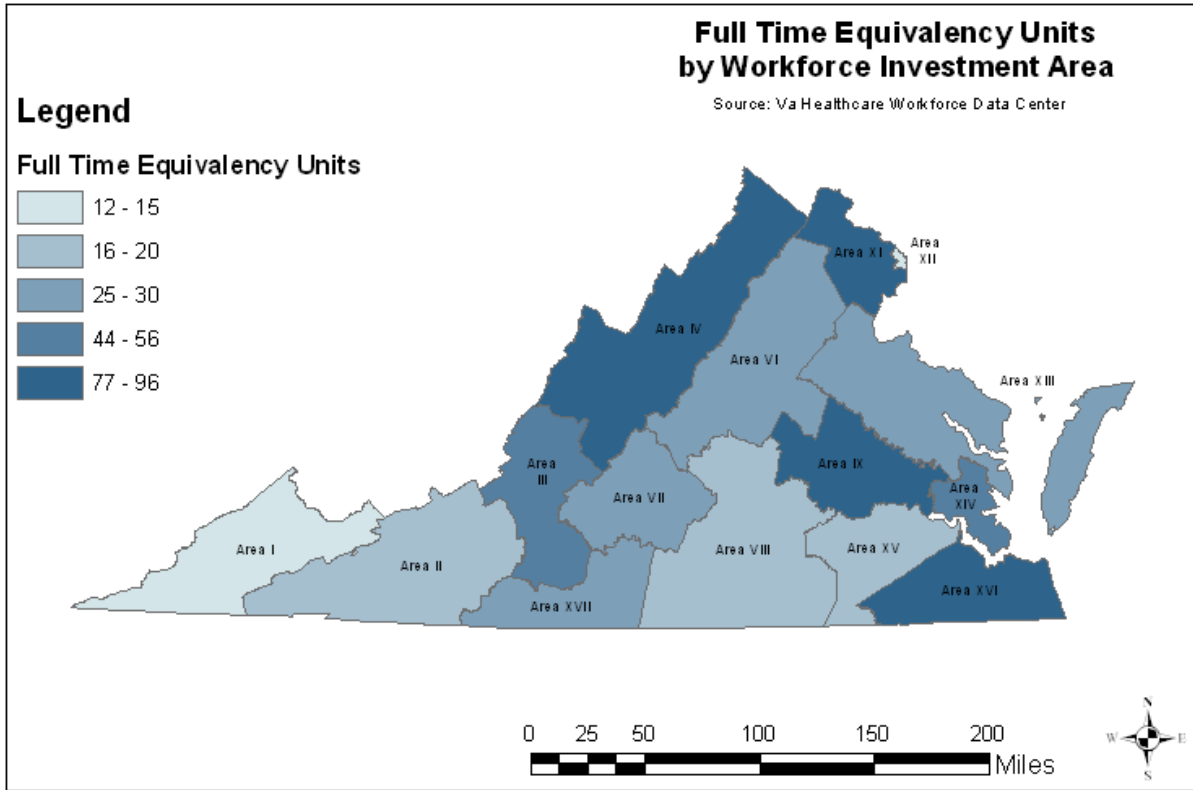 Full Time Equivalency Units
by Workforce Investment Area
Source: Va Healthcare Workforce Data Center
Legend
Full Time Equivalency Units
12 - 15
16 - 20
25 - 30
44 - 56
77 - 96
Area XI
Area
XII
Area IV
Area VI
Area XIII
Area
III
Area IX
Area VII
Area
XIV
Area I
Area II
Area VIII
Area XV
Area XVII
Area XVI
0 25 50 100 150 200
Miles
N
W E
S